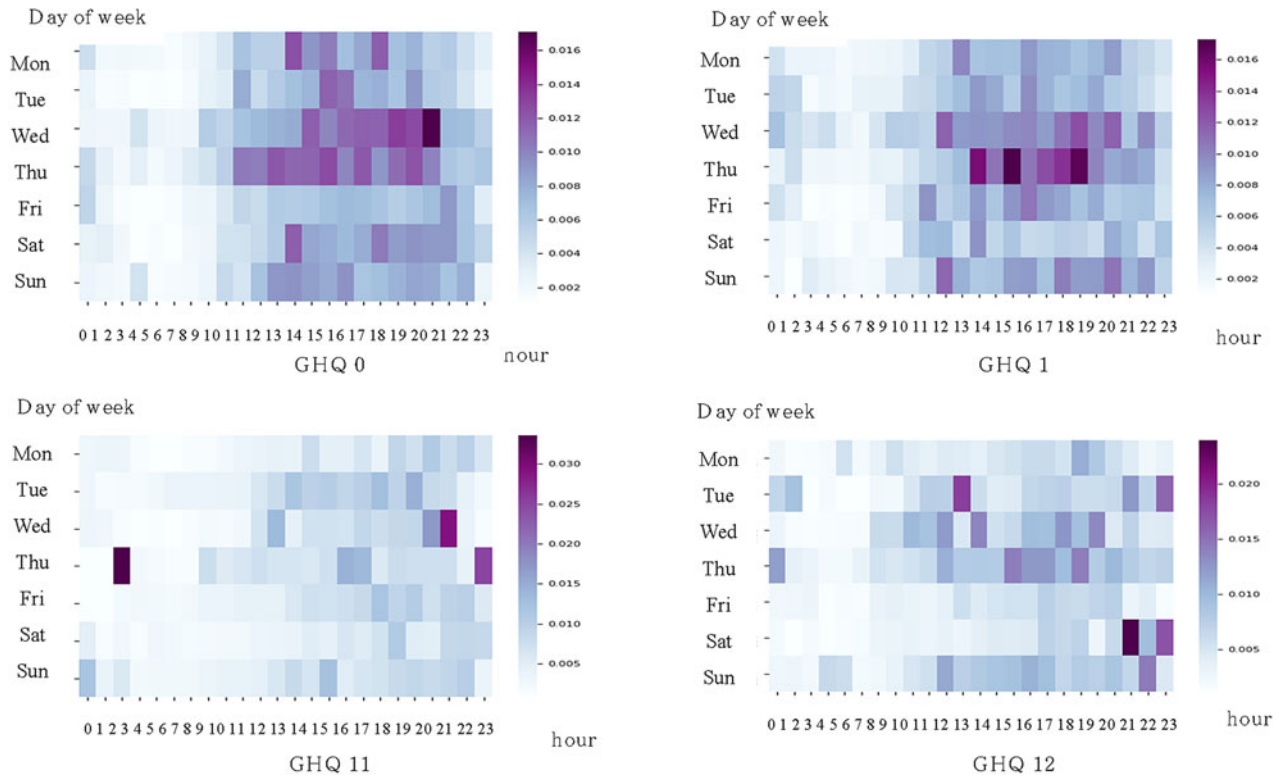 Day of week
Mon
Tue
Wed
Thu
Fri
Sat
Sun
0 1 2 3 4 5 6 7 8 9 10 11 12 12 13 14 15 16 17 18 19 20 21 22 23
nour
GHQ 0
0.016
0.014
0.012
0.010
0.008
0.006
0.004
0.002
Day of week
Mon
Tue
Wed
Thu
Fri
Sat
Sun
0 1 2 3 4 5 6 7 8 9 10 11 12 13 14 15 16 17 18 19 20 21 22 23
hour
GHQ 1
0.016
0.014
0.012
0.010
0.008
0.006
0.004
0.002
Day of week
Mon
Tue
Wed
Thu
Fri
Sat
Sun
0 1 2 3 4 5 6 7 8 9 10 11 12 13 14 15 16 17 18 19 20 21 22 23
hour
GHQ 11
0.030
0.025
0.020
0.015
0.010
0.005
Day of week
Mon
Tue
Wed
Thu
Fri
Sat
Sun
0 1 2 3 4 5 6 7 8 9 10 11 12 13 14 15 16 17 18 19 20 21 22 23
hour
GHQ 12
0.020
0.015
0.010
0.005